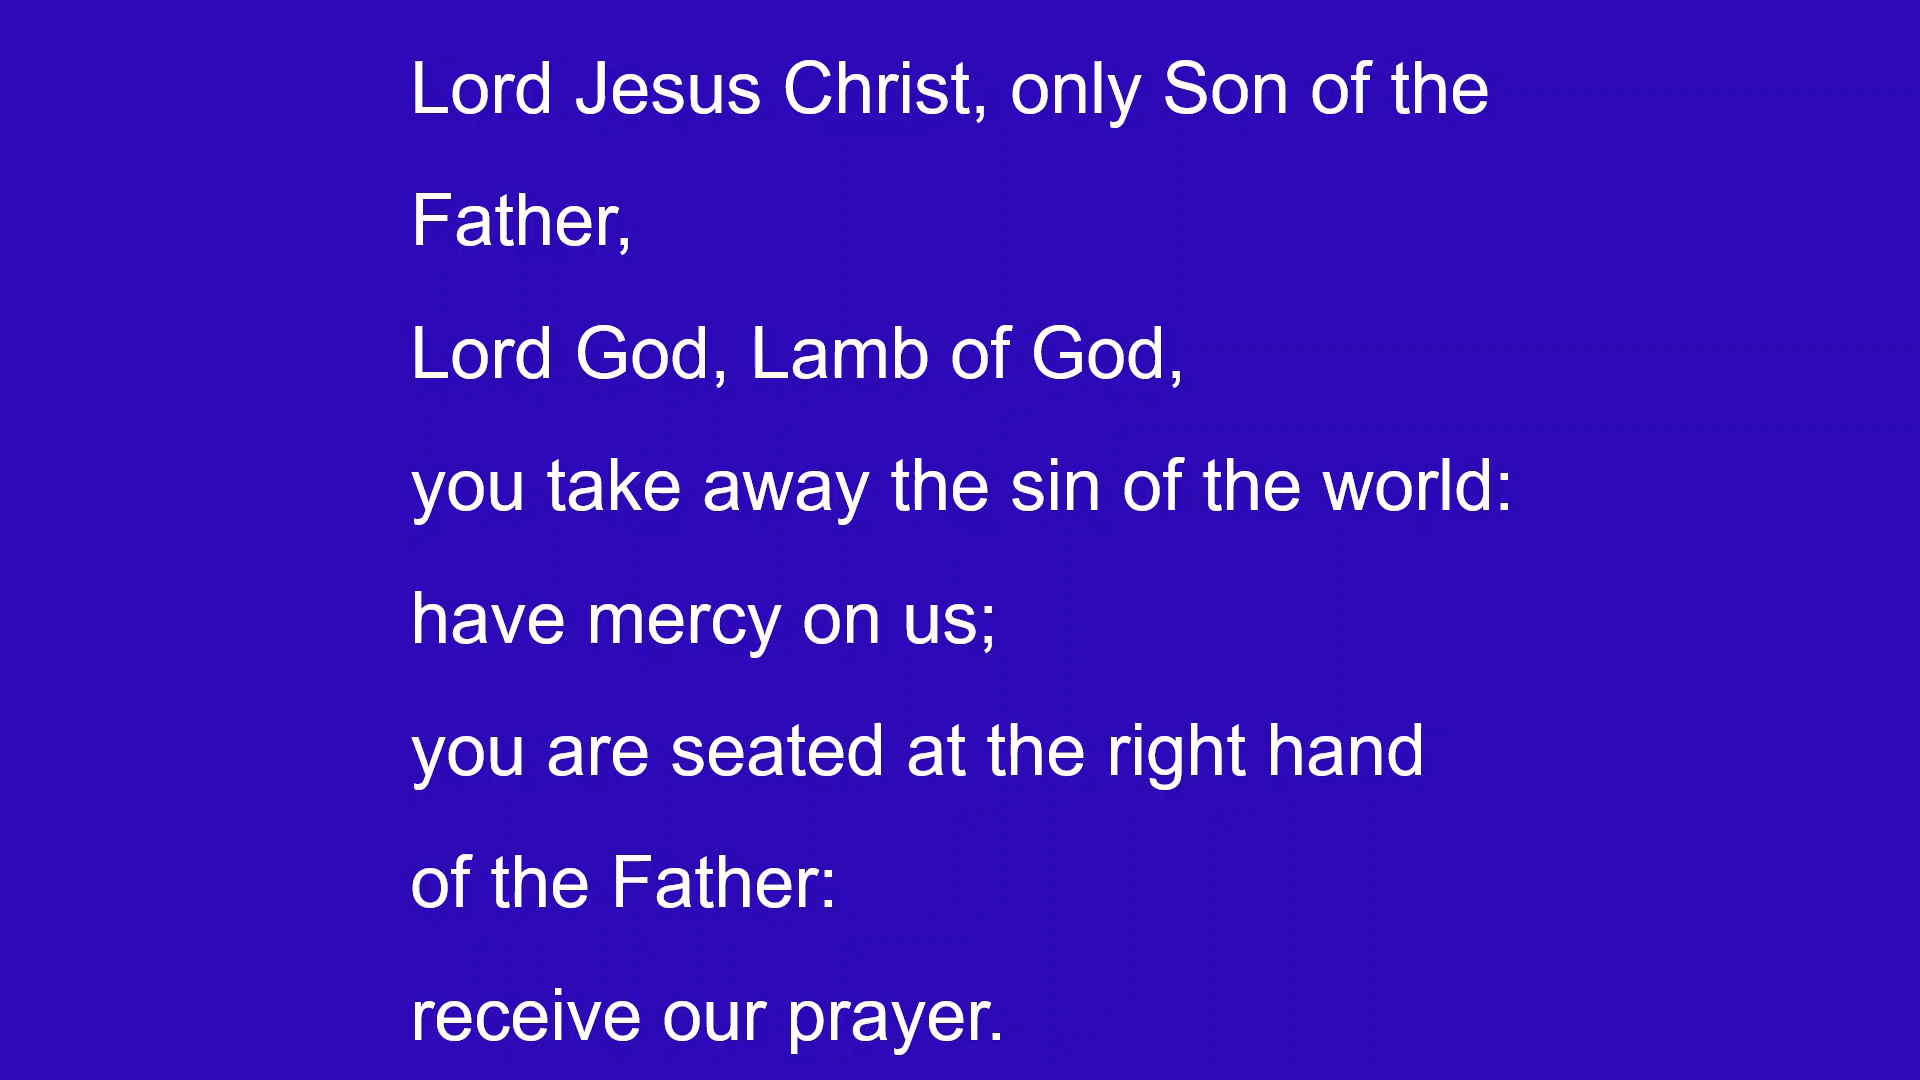 Lord Jesus Christ, only Son of the
Father,
Lord God, Lamb of God,
you take away the sin of the world:
have mercy on us;
you are seated at the right hand
of the Father:
receive our prayer.